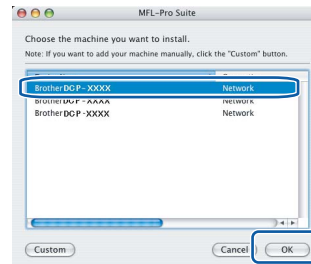 MFL-Pro Suite
Choose the machine you want to install.
Note: If you want to add your machine manually, click the "Custom" button.
Brother DCP-XXXX Network
Brother DCP-XXXX Network
Brother DCP-XXXX Network
Custom Cancel OK